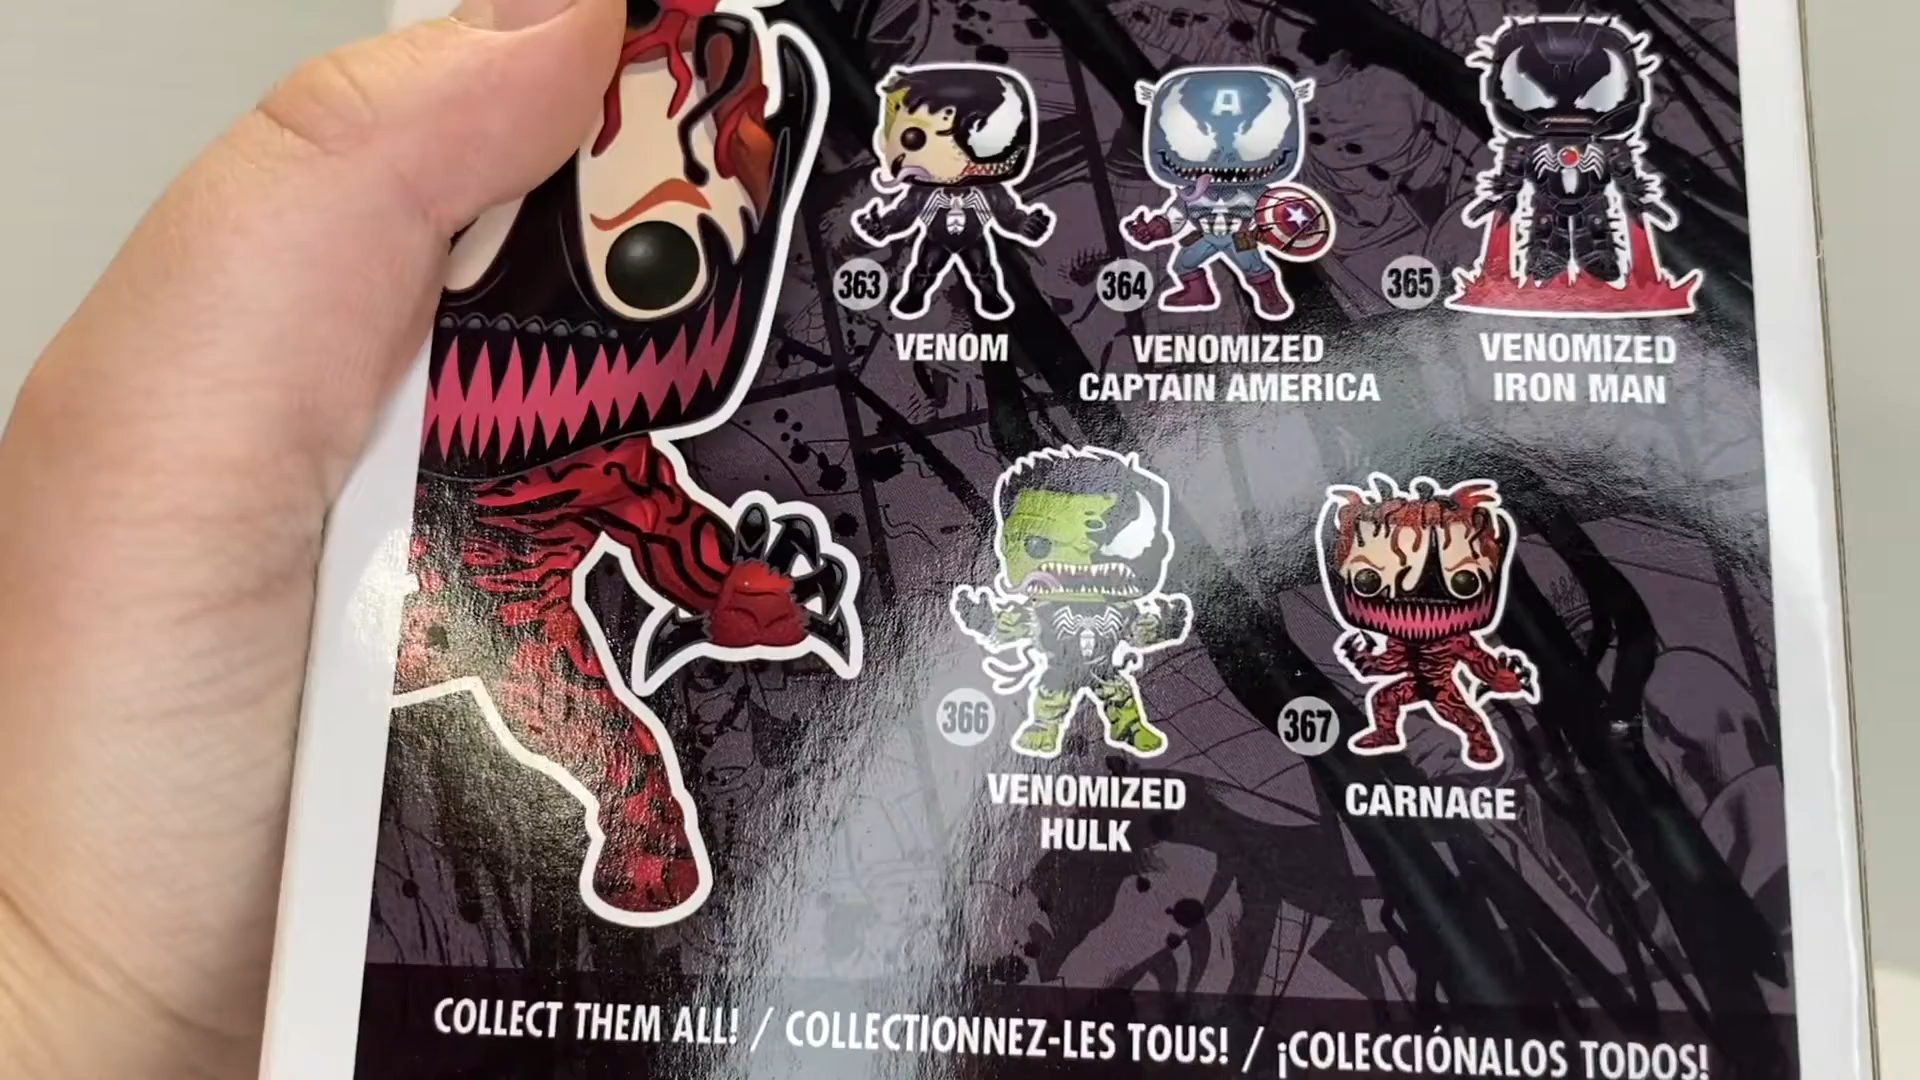 363
VENOM
364
VENOMIZED
CAPTAIN AMERICA
365
VENOMIZED
IRON MAN
366
VENOMIZED
HULK
367
CARNAGE
COLLECT THEM ALL! / COLLECTIONNEZ-LES TOUS! / ¡COLECCIÓNALOS TODOS!